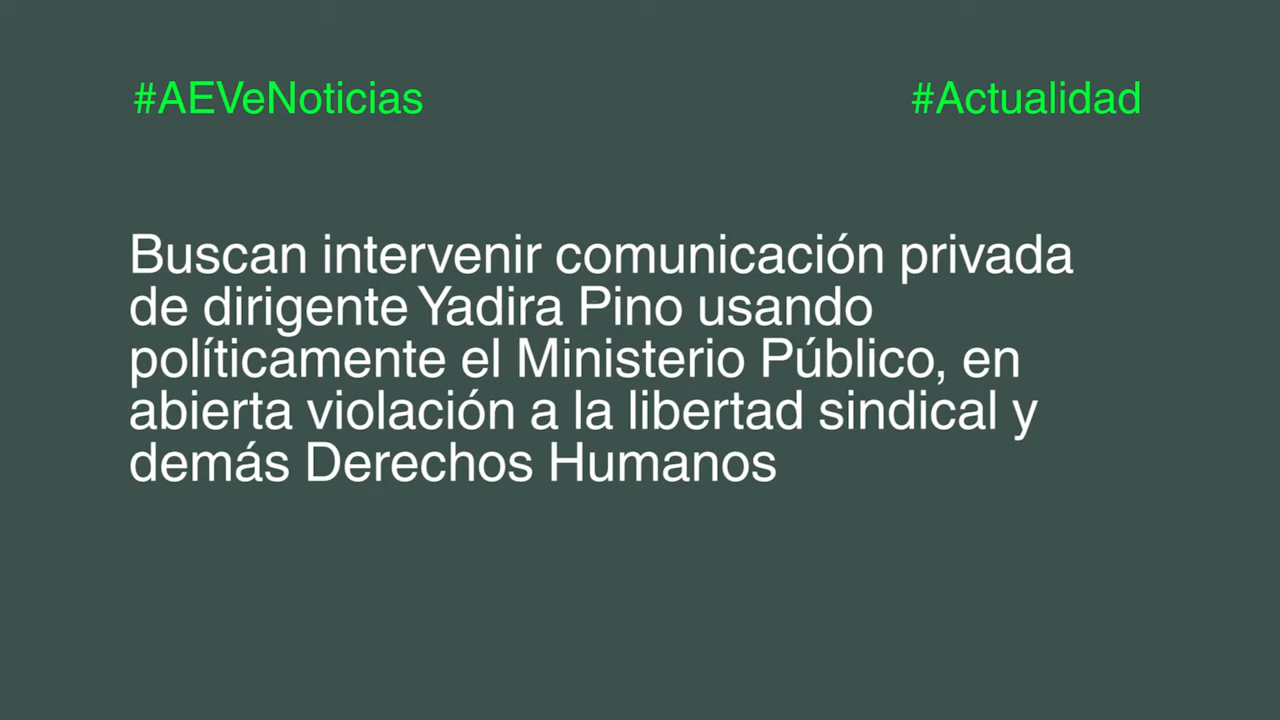 #AEVeNoticias
#Actualidad
Buscan intervenir comunicación privada
de dirigente Yadira Pino usando
políticamente el Ministerio Público, en
abierta violación a la libertad sindical y
demás Derechos Humanos